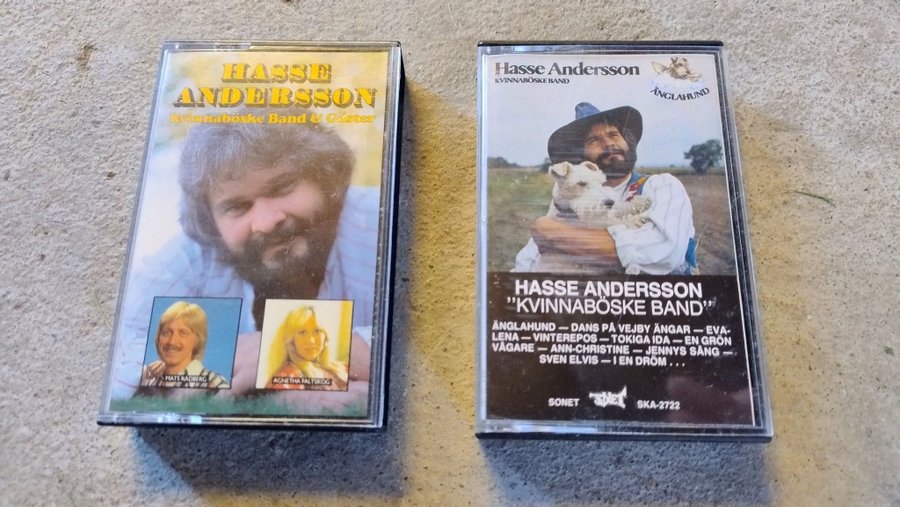 HASSE
ANDERSSON
Kvinnaböske Band & Gäster
MATS RÅDBERG
AGNETHA FÄLTSKOG
Hasse Andersson
KVINNABÖSKE BAND
ÄNGLAHUND
HASSE ANDERSSON
"KVINNABÖSKE BAND"
ÄNGLAHUND — DANS PÅ VEJBY ÄNGAR — EVA-
LENA — VINTEREPOS — TOKIGA IDA — EN GRÖN
VÅGARE — ANN-CHRISTINE — JENNYS SÅNG —
SVEN ELVIS — I EN DRÖM . . .
SONET
SONET
SKA-2722